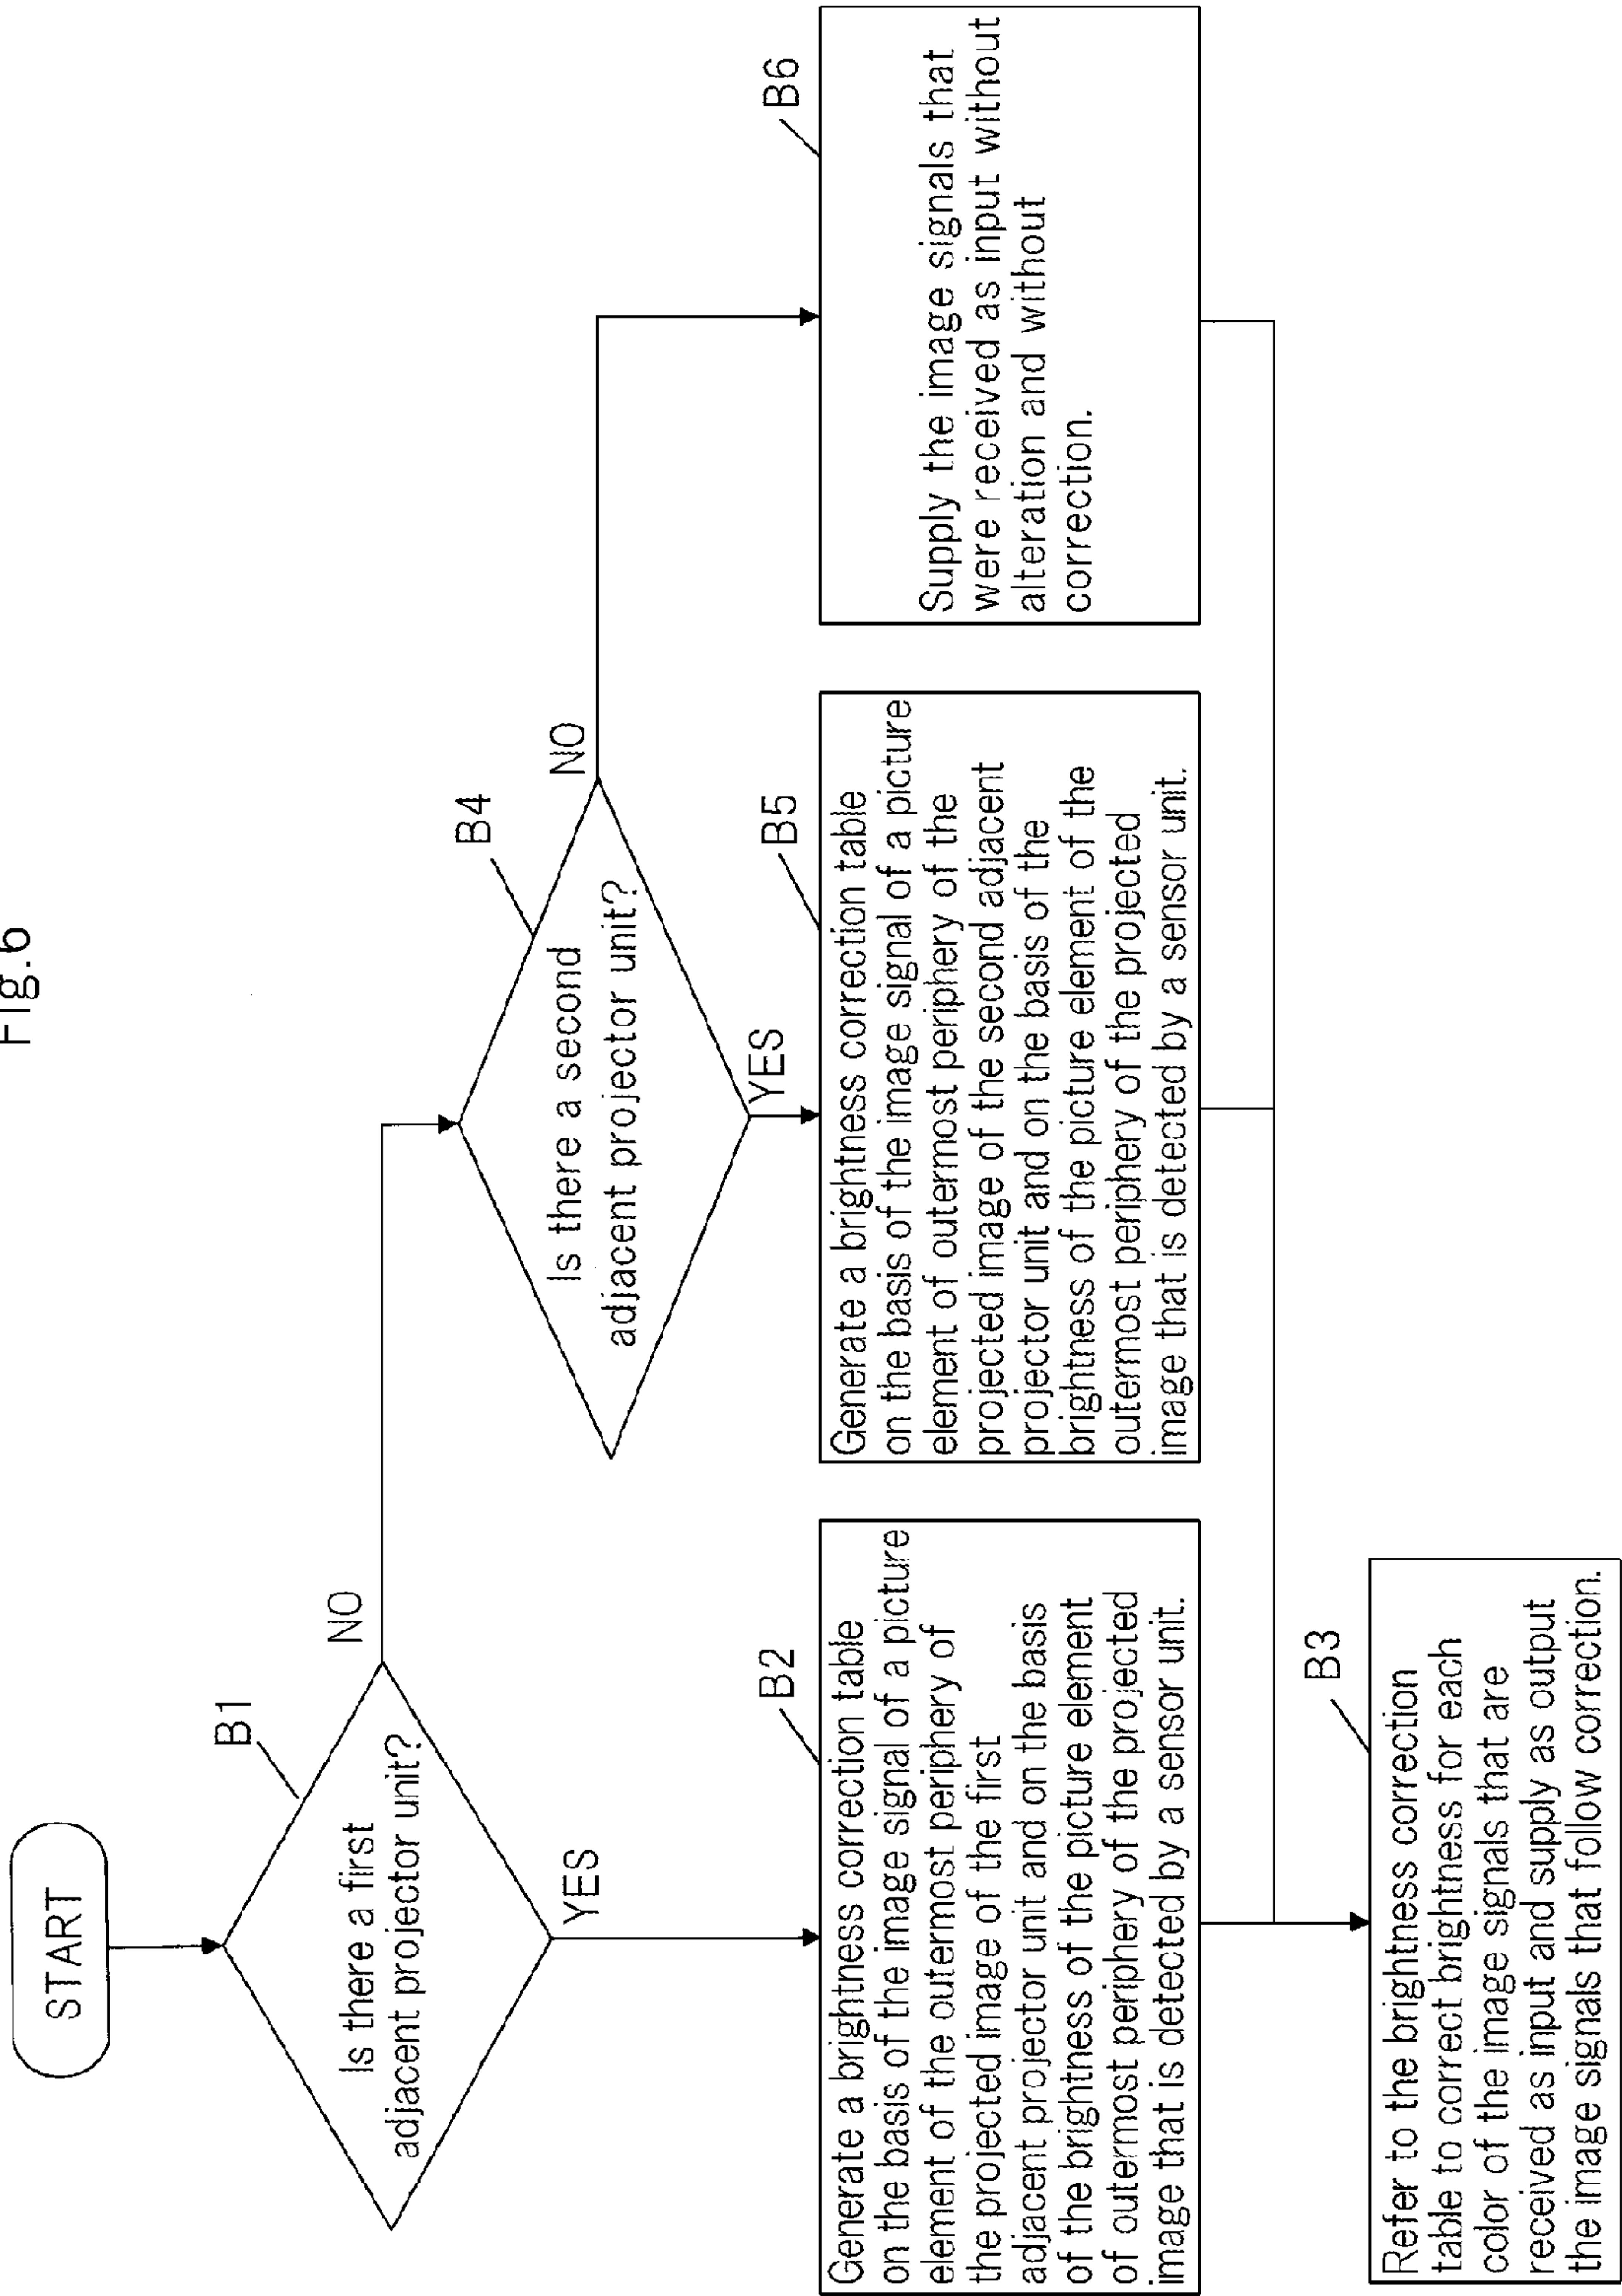 Fig.6
START
B1
Is there a first
adjacent projector unit?
NO
YES
B4
Is there a second
adjacent projector unit?
NO
YES
B2
Generate a brightness correction table
on the basis of the image signal of a picture
element of the outermost periphery of
the projected image of the first
adjacent projector unit and on the basis
of the brightness of the picture element
of outermost periphery of the projected
image that is detected by a sensor unit.
B5
Generate a brightness correction table
on the basis of the image signal of a picture
element of outermost periphery of the
projected image of the second adjacent
projector unit and on the basis of the
brightness of the picture element of the
outermost periphery of the projected
image that is detected by a sensor unit.
B6
Supply the image signals that
were received as input without
alteration and without
correction.
B3
Refer to the brightness correction
table to correct brightness for each
color of the image signals that are
received as input and supply as output
the image signals that follow correction.